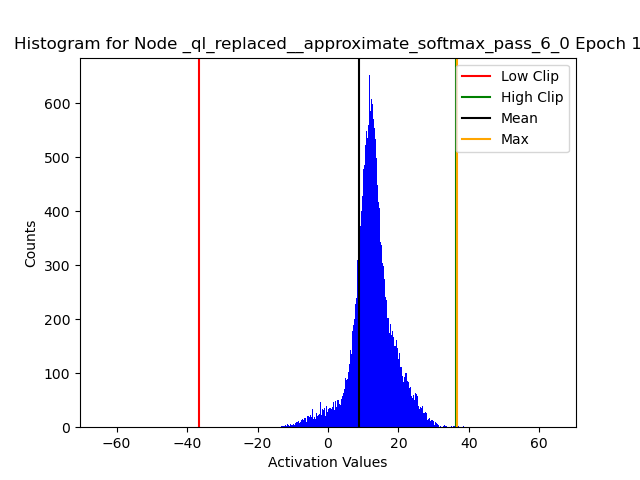 Histogram for Node _ql_replaced__approximate_softmax_pass_6_0 Epoch 1
Low Clip
High Clip
Mean
Max
600
500
400
300
200
100
0
Counts
−60
−40
−20
0
20
40
60
Activation Values